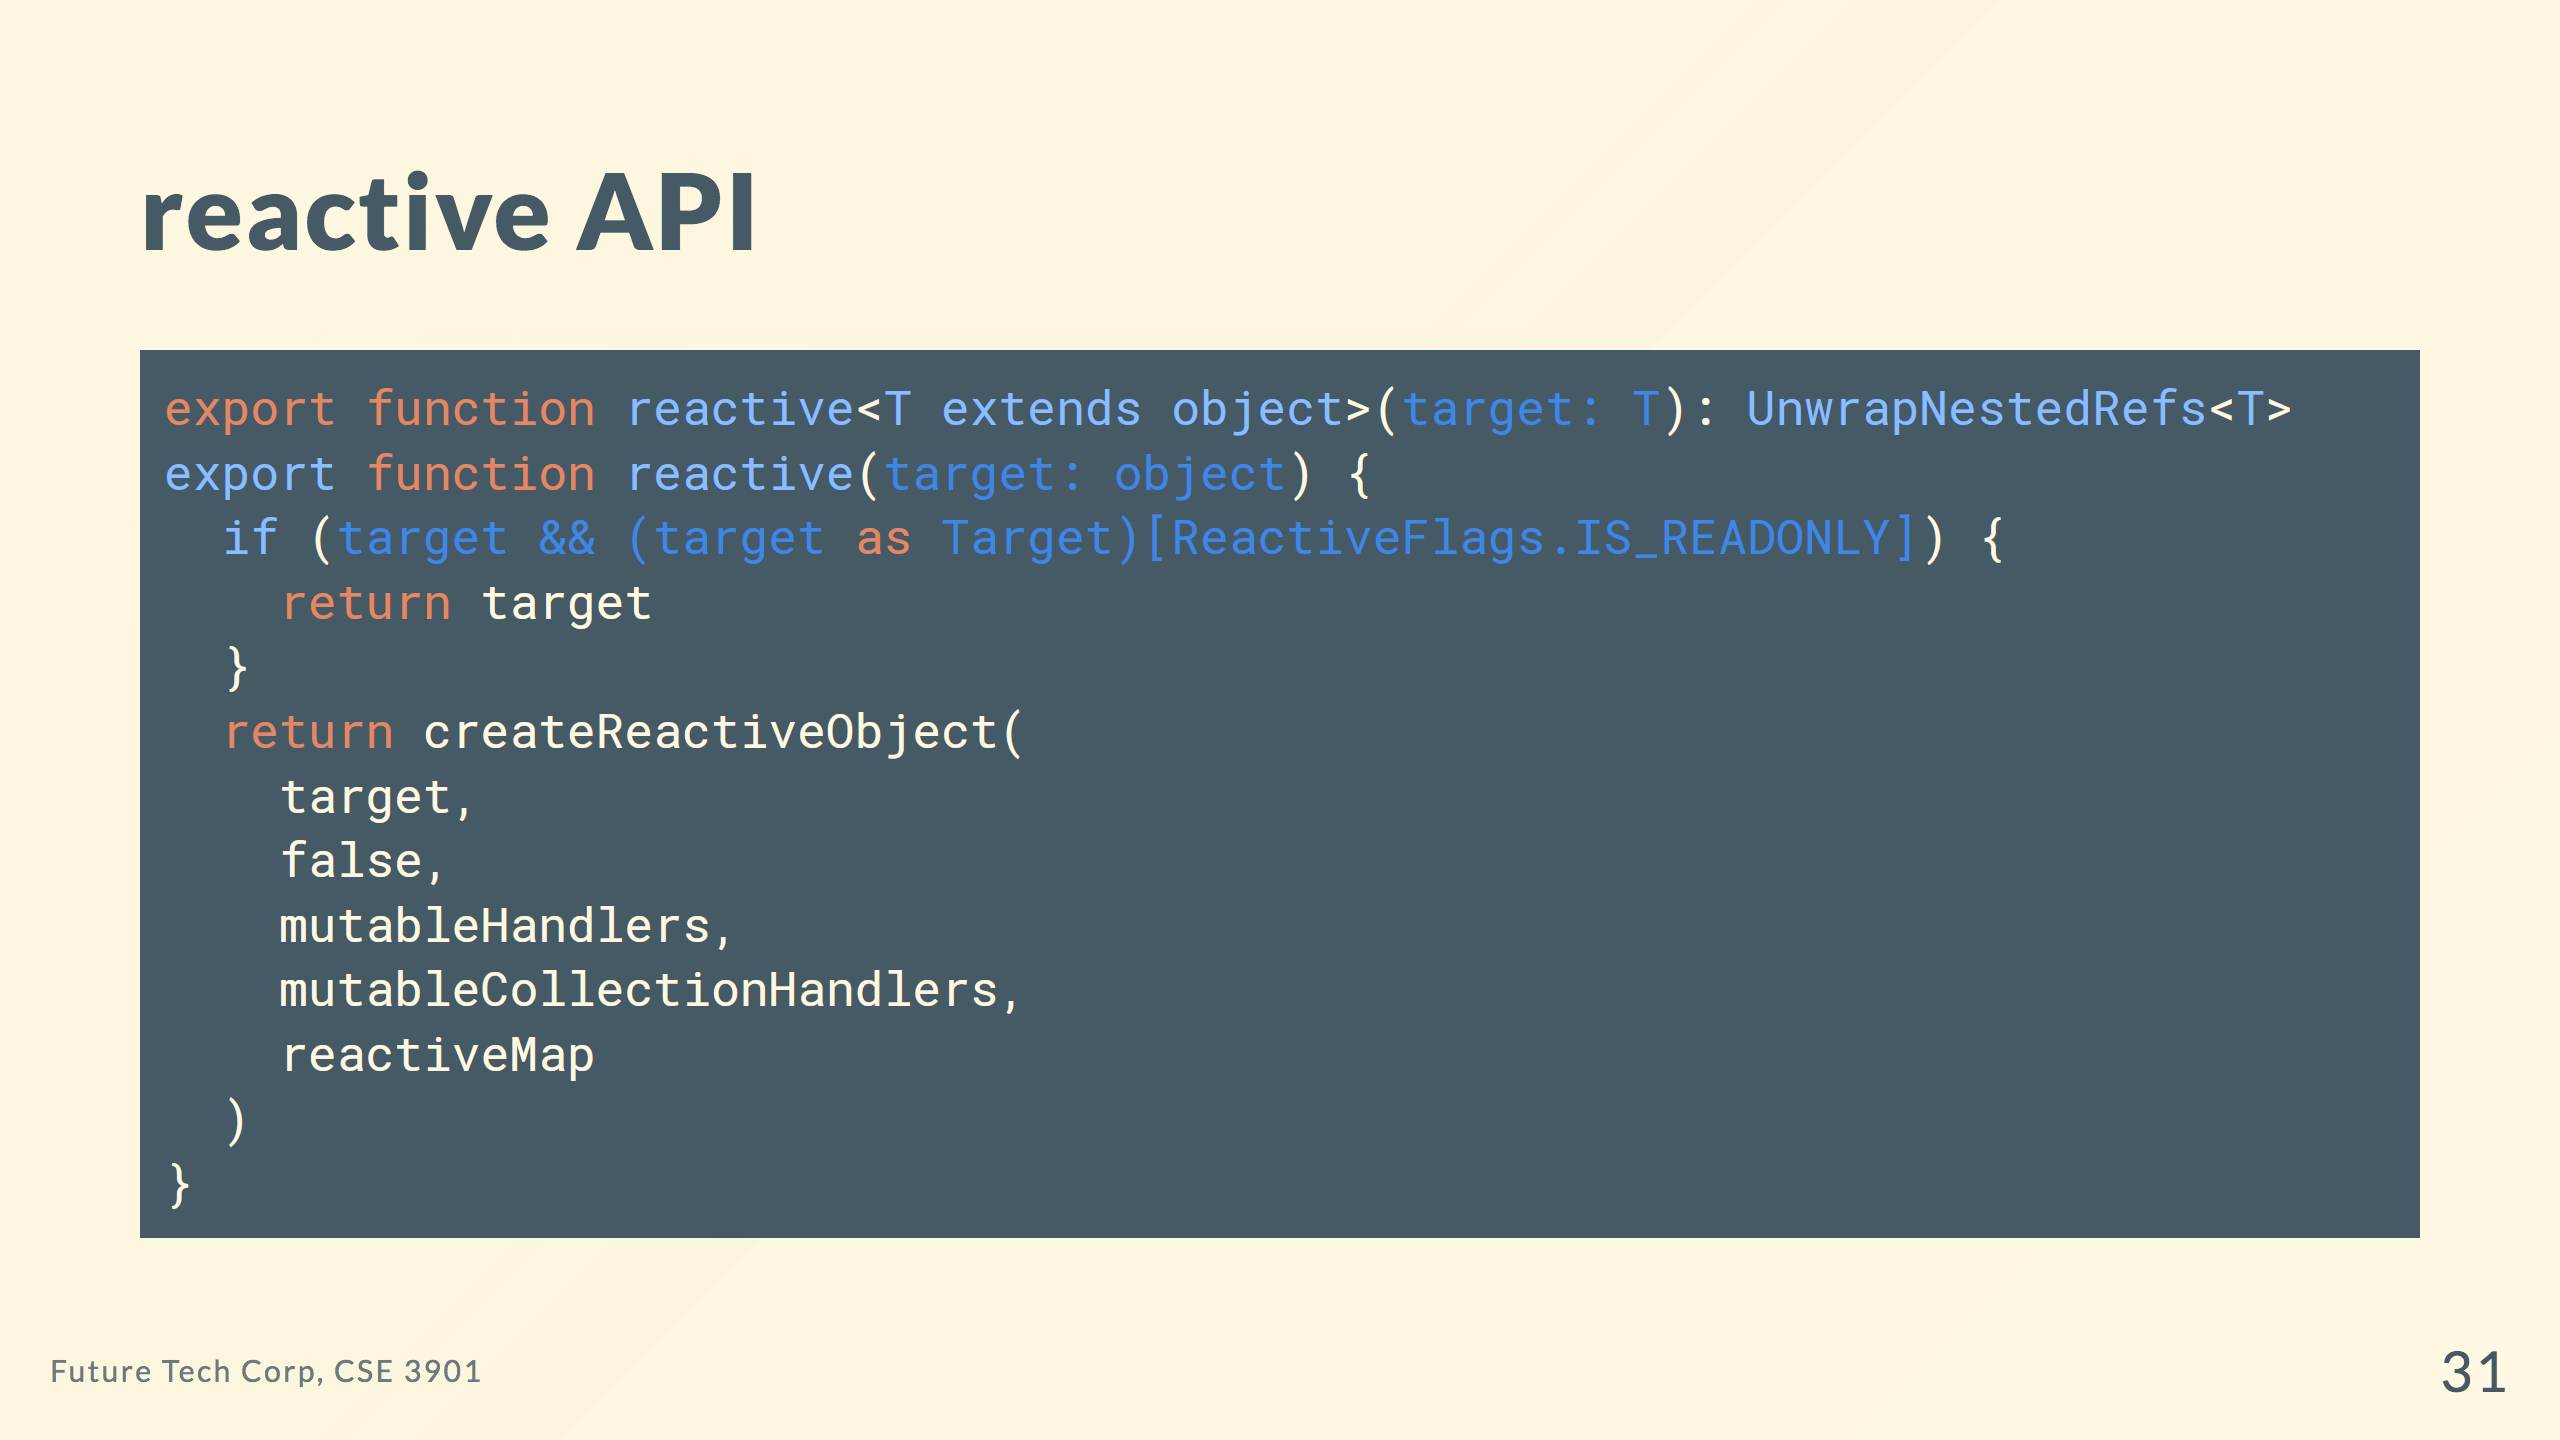 reactive API
export function reactive<T extends object>(target: T): UnwrapNestedRefs<T>
export function reactive(target: object) {
  if (target && (target as Target)[ReactiveFlags.IS_READONLY]) {
    return target
  }
  return createReactiveObject(
    target,
    false,
    mutableHandlers,
    mutableCollectionHandlers,
    reactiveMap
  )
}
Future Tech Corp, CSE 3901
31